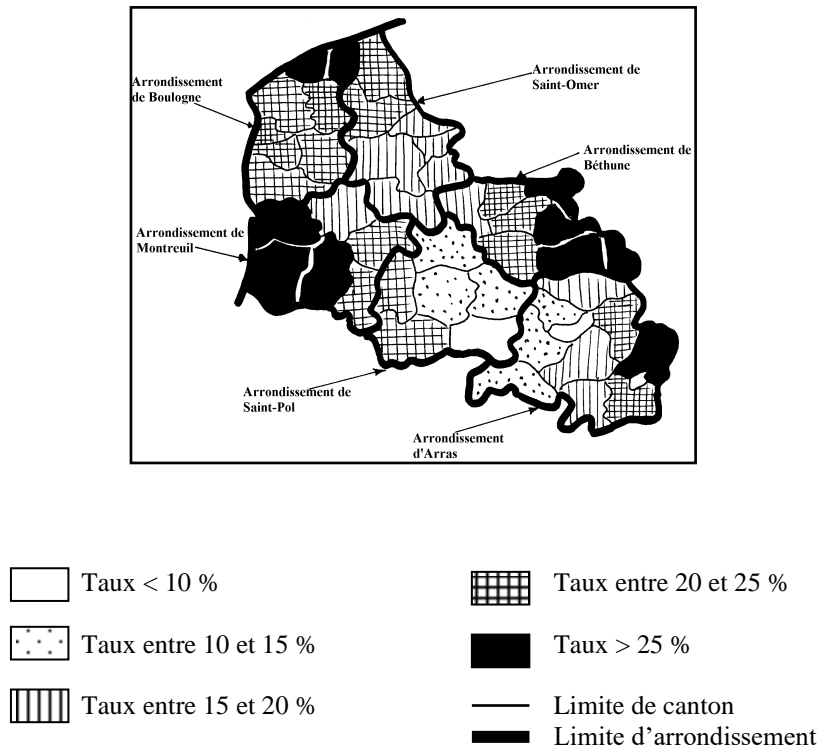 Arrondissement
de Boulogne
Arrondissement de
Saint-Omer
Arrondissement de
Béthune
Arrondissement de
Montreuil
Arrondissement de
Saint-Pol
Arrondissement
d'Arras
Taux < 10 %
Taux entre 10 et 15 %
Taux entre 15 et 20 %
Taux entre 20 et 25 %
Taux > 25 %
Limite de canton
Limite d’arrondissement